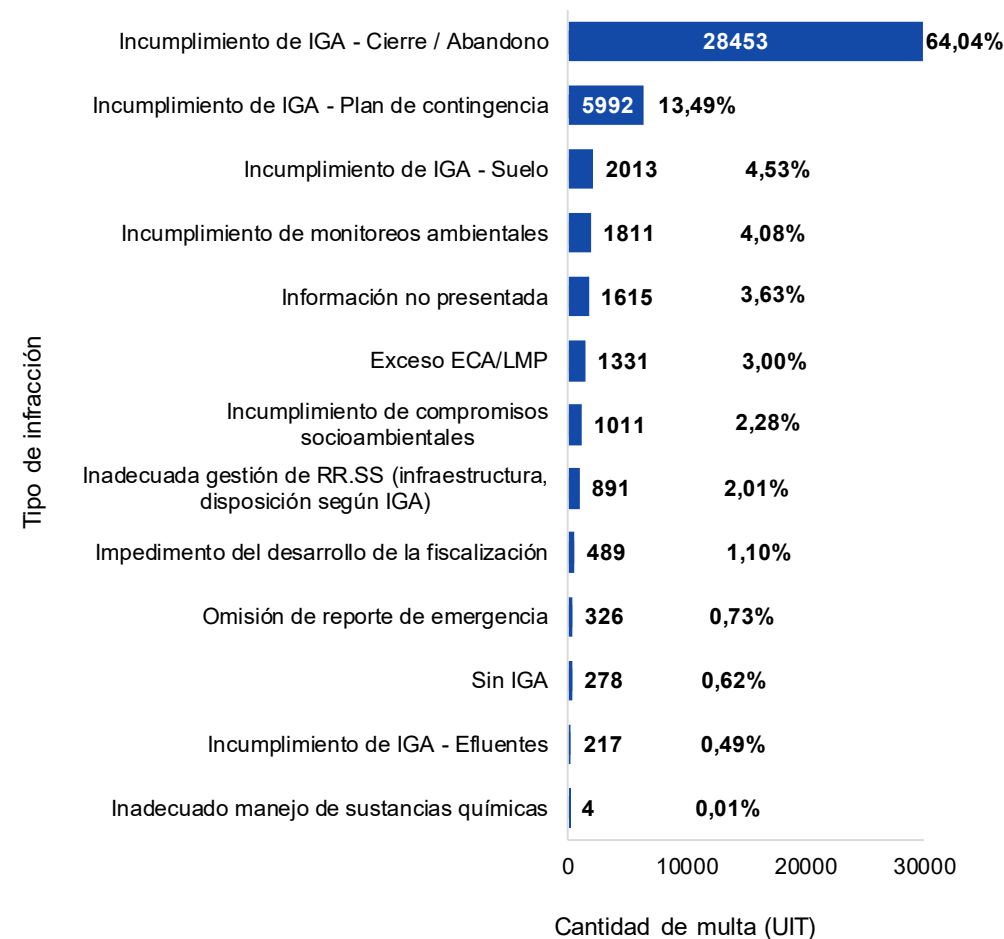 Tipo de infracción
Incumplimiento de IGA - Cierre / Abandono 28453 64,04%
Incumplimiento de IGA - Plan de contingencia 5992 13,49%
Incumplimiento de IGA - Suelo 2013 4,53%
Incumplimiento de monitoreos ambientales 1811 4,08%
Información no presentada 1615 3,63%
Exceso ECA/LMP 1331 3,00%
Incumplimiento de compromisos
socioambientales 1011 2,28%
Inadecuada gestión de RR.SS (infraestructura,
disposición según IGA) 891 2,01%
Impedimento del desarrollo de la fiscalización 489 1,10%
Omisión de reporte de emergencia 326 0,73%
Sin IGA 278 0,62%
Incumplimiento de IGA - Efluentes 217 0,49%
Inadecuado manejo de sustancias químicas 4 0,01%
0 10000 20000 30000
Cantidad de multa (UIT)